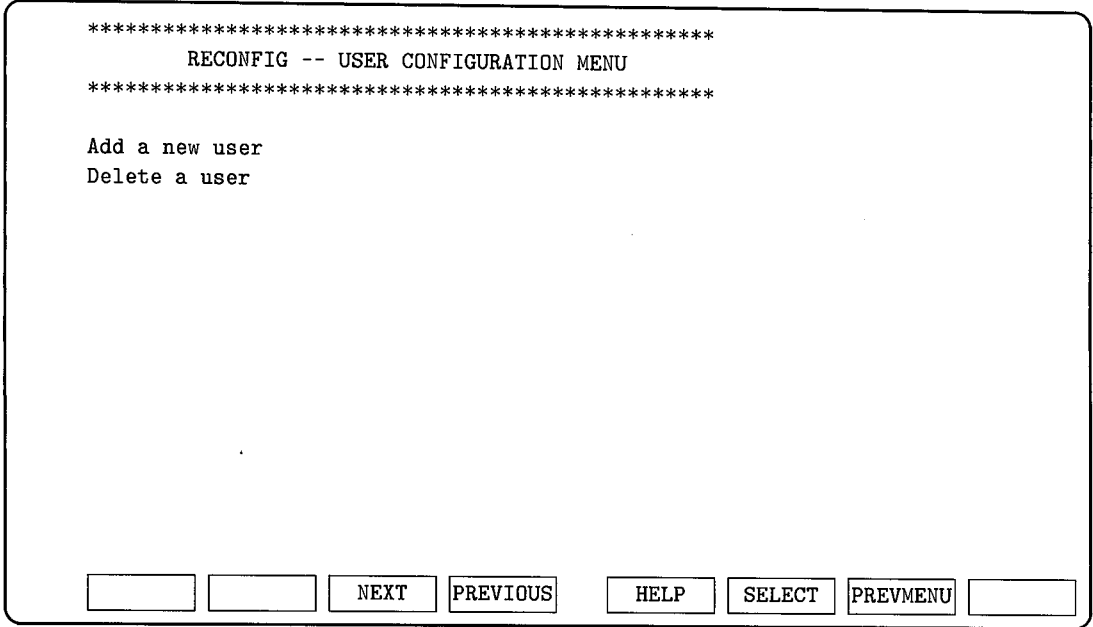 **************************************************
RECONFIG -- USER CONFIGURATION MENU
**************************************************
Add a new user
Delete a user
NEXT PREVIOUS HELP SELECT PREVMENU